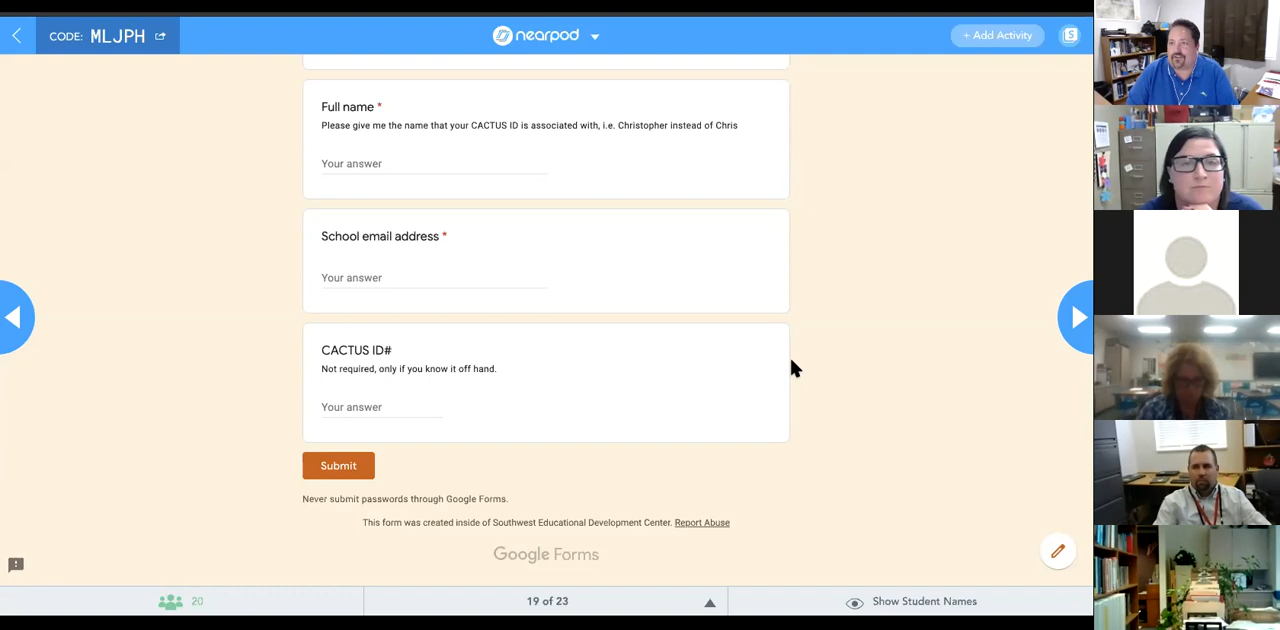 CODE: MLJPH
nearpod
+ Add Activity
S
Full name *
Please give me the name that your CACTUS ID is associated with, i.e. Christopher instead of Chris
Your answer
School email address *
Your answer
CACTUS ID#
Not required, only if you know it off hand.
Your answer
Submit
Never submit passwords through Google Forms.
This form was created inside of Southwest Educational Development Center. Report Abuse
Google Forms
20
19 of 23
Show Student Names